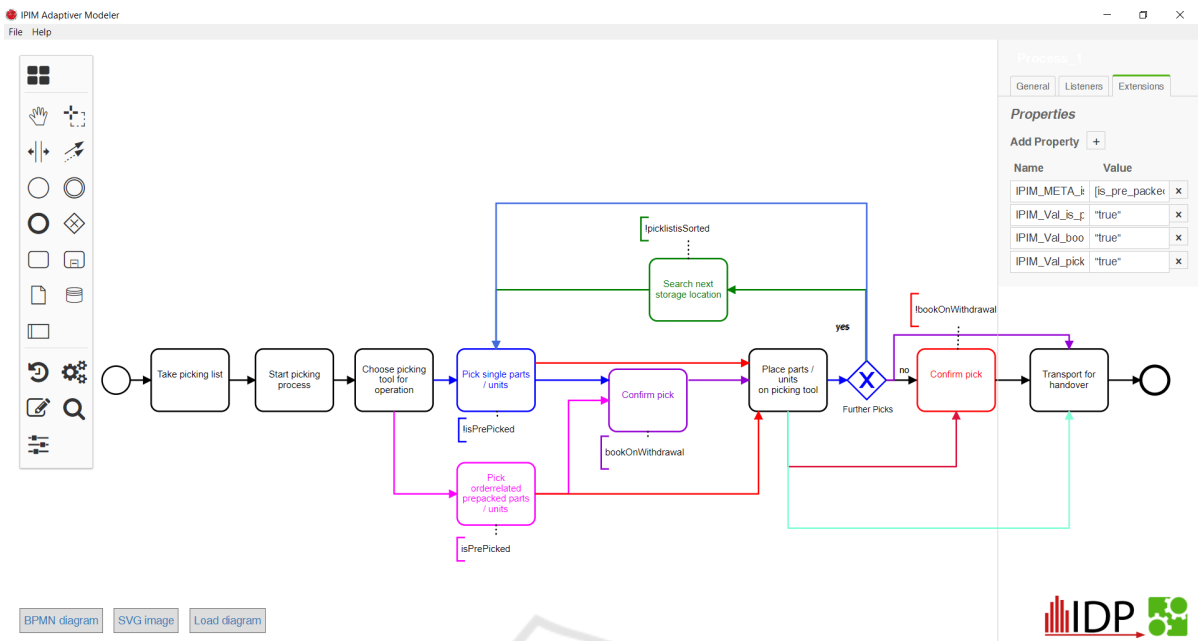 IPIM Adaptiver Modeler
File Help
Process_1
General Listeners Extensions
Properties
Add Property +
Name Value
IPIM_META_is [is_pre_packed x
IPIM_Val_is_p "true" x
IPIM_Val_boo "true" x
IPIM_Val_pick "true" x
!picklistisSorted
Search next
storage location
!bookOnWithdrawal
yes
Take picking list
Start picking
process
Choose picking
tool for
operation
Pick single parts
/ units
!isPrePicked
Confirm pick
bookOnWithdrawal
Place parts /
units
on picking tool
X
Further Picks
no
Confirm pick
Transport for
handover
Pick
orderrelated
prepacked parts
/ units
isPrePicked
BPMN diagram SVG image Load diagram
IDP